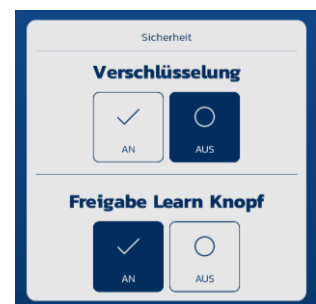 Sicherheit
Verschlüsselung
AN AUS
Freigabe Learn Knopf
AN AUS